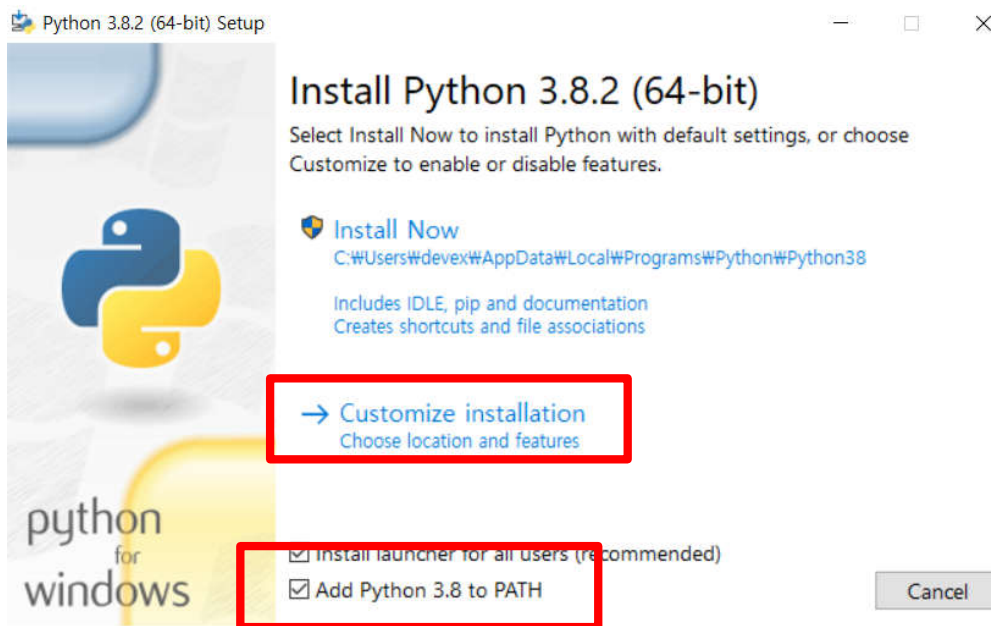 Python 3.8.2 (64-bit) Setup
Install Python 3.8.2 (64-bit)
Select Install Now to install Python with default settings, or choose
Customize to enable or disable features.
Install Now
C:₩Users₩devex₩AppData₩Local₩Programs₩Python₩Python38
Includes IDLE, pip and documentation
Creates shortcuts and file associations
Customize installation
Choose location and features
python
for
windows
Install launcher for all users (recommended)
Add Python 3.8 to PATH
Cancel